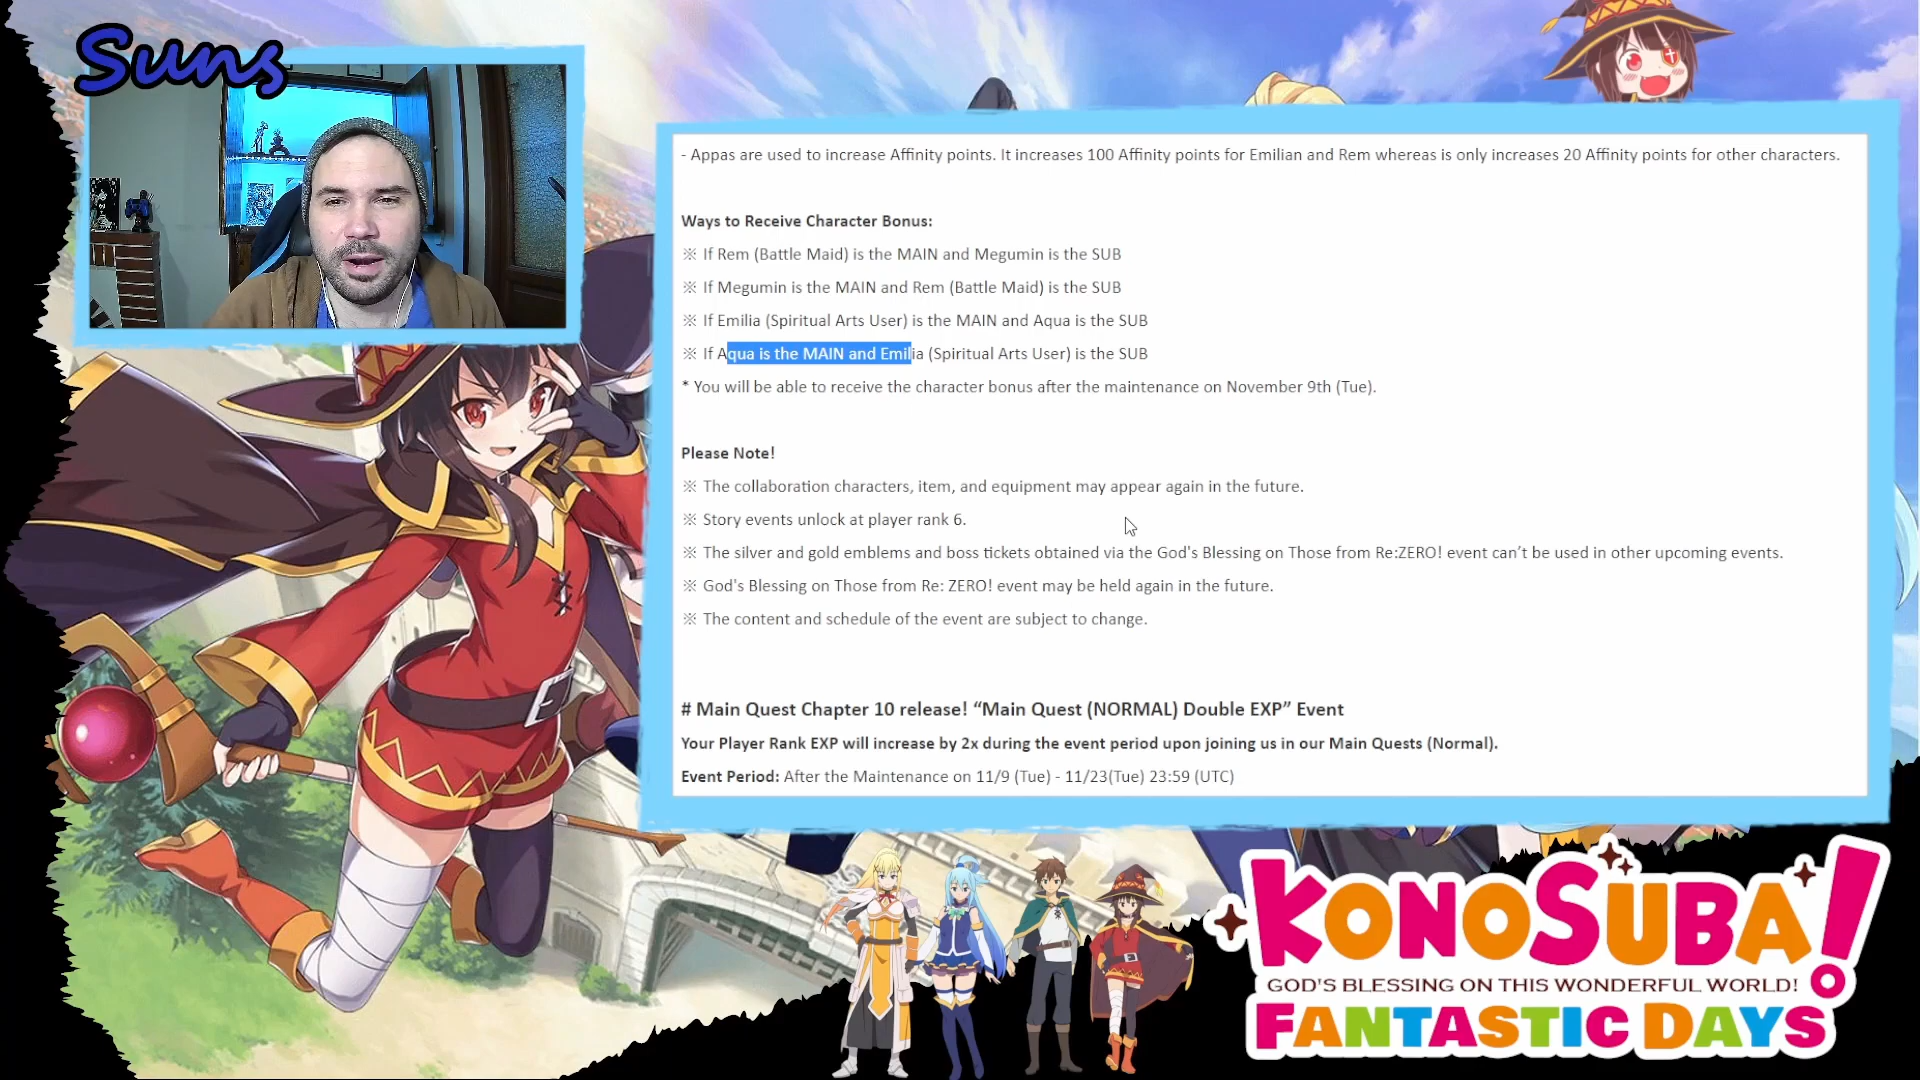 Suns
- Appas are used to increase Affinity points. It increases 100 Affinity points for Emilian and Rem whereas is only increases 20 Affinity points for other characters.
Ways to Receive Character Bonus:
※ If Rem (Battle Maid) is the MAIN and Megumin is the SUB
※ If Megumin is the MAIN and Rem (Battle Maid) is the SUB
※ If Emilia (Spiritual Arts User) is the MAIN and Aqua is the SUB
※ If Aqua is the MAIN and Emilia (Spiritual Arts User) is the SUB
* You will be able to receive the character bonus after the maintenance on November 9th (Tue).
Please Note!
※ The collaboration characters, item, and equipment may appear again in the future.
※ Story events unlock at player rank 6.
※ The silver and gold emblems and boss tickets obtained via the God's Blessing on Those from Re:ZERO! event can’t be used in other upcoming events.
※ God's Blessing on Those from Re: ZERO! event may be held again in the future.
※ The content and schedule of the event are subject to change.
# Main Quest Chapter 10 release! “Main Quest (NORMAL) Double EXP” Event
Your Player Rank EXP will increase by 2x during the event period upon joining us in our Main Quests (Normal).
Event Period: After the Maintenance on 11/9 (Tue) - 11/23(Tue) 23:59 (UTC)
KONOSUBA!
GOD'S BLESSING ON THIS WONDERFUL WORLD!
FANTASTIC DAYS